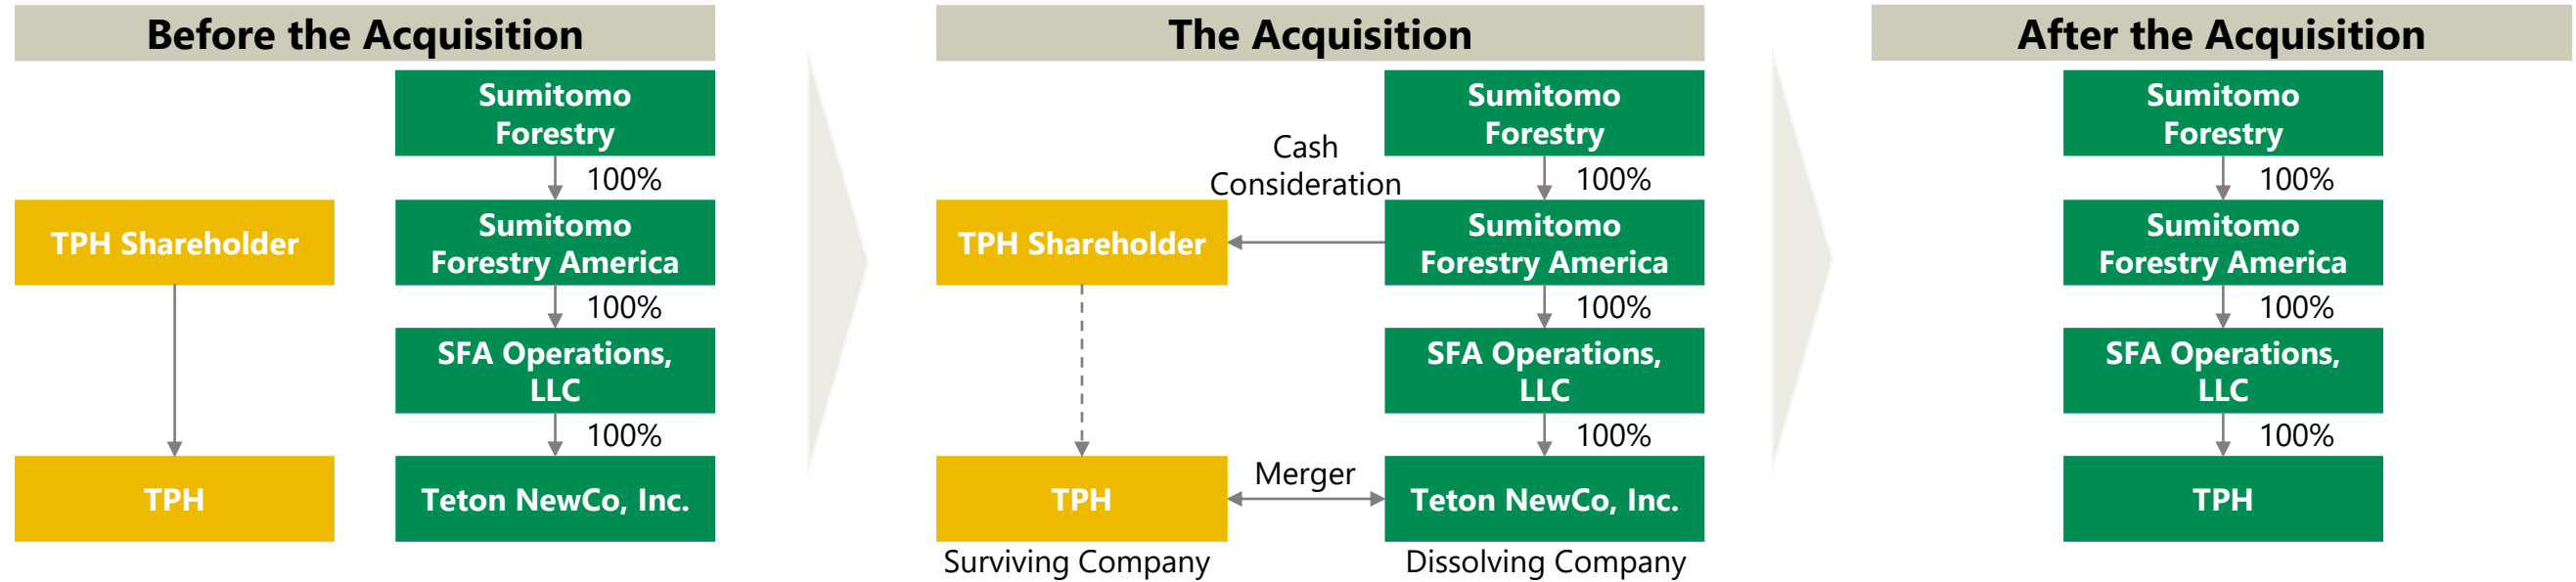 Before the Acquisition
Sumitomo
Forestry
100%
TPH Shareholder
Sumitomo
Forestry America
100%
SFA Operations,
LLC
100%
TPH
Teton NewCo, Inc.
The Acquisition
Sumitomo
Forestry
Cash
Consideration
100%
TPH Shareholder
Sumitomo
Forestry America
100%
SFA Operations,
LLC
100%
TPH
Merger
Teton NewCo, Inc.
Surviving Company
Dissolving Company
After the Acquisition
Sumitomo
Forestry
100%
Sumitomo
Forestry America
100%
SFA Operations,
LLC
100%
TPH